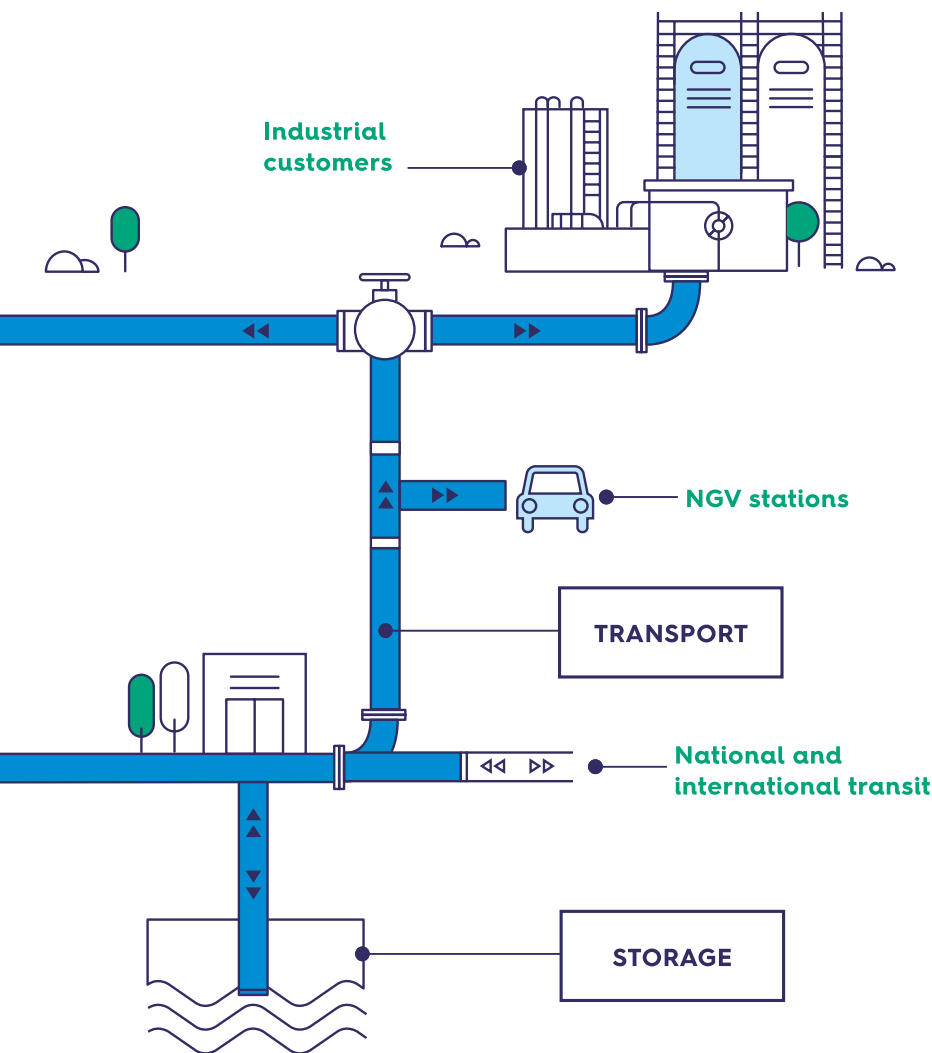 Industrial
customers
NGV stations
TRANSPORT
National and
international transit
STORAGE